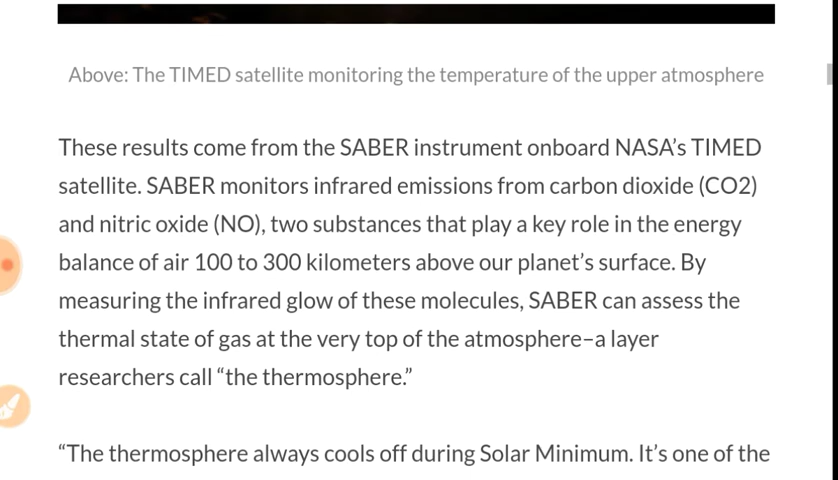 Above: The TIMED satellite monitoring the temperature of the upper atmosphere
These results come from the SABER instrument onboard NASA’s TIMED
satellite. SABER monitors infrared emissions from carbon dioxide (CO2)
and nitric oxide (NO), two substances that play a key role in the energy
balance of air 100 to 300 kilometers above our planet’s surface. By
measuring the infrared glow of these molecules, SABER can assess the
thermal state of gas at the very top of the atmosphere–a layer
researchers call “the thermosphere.”
“The thermosphere always cools off during Solar Minimum. It’s one of the